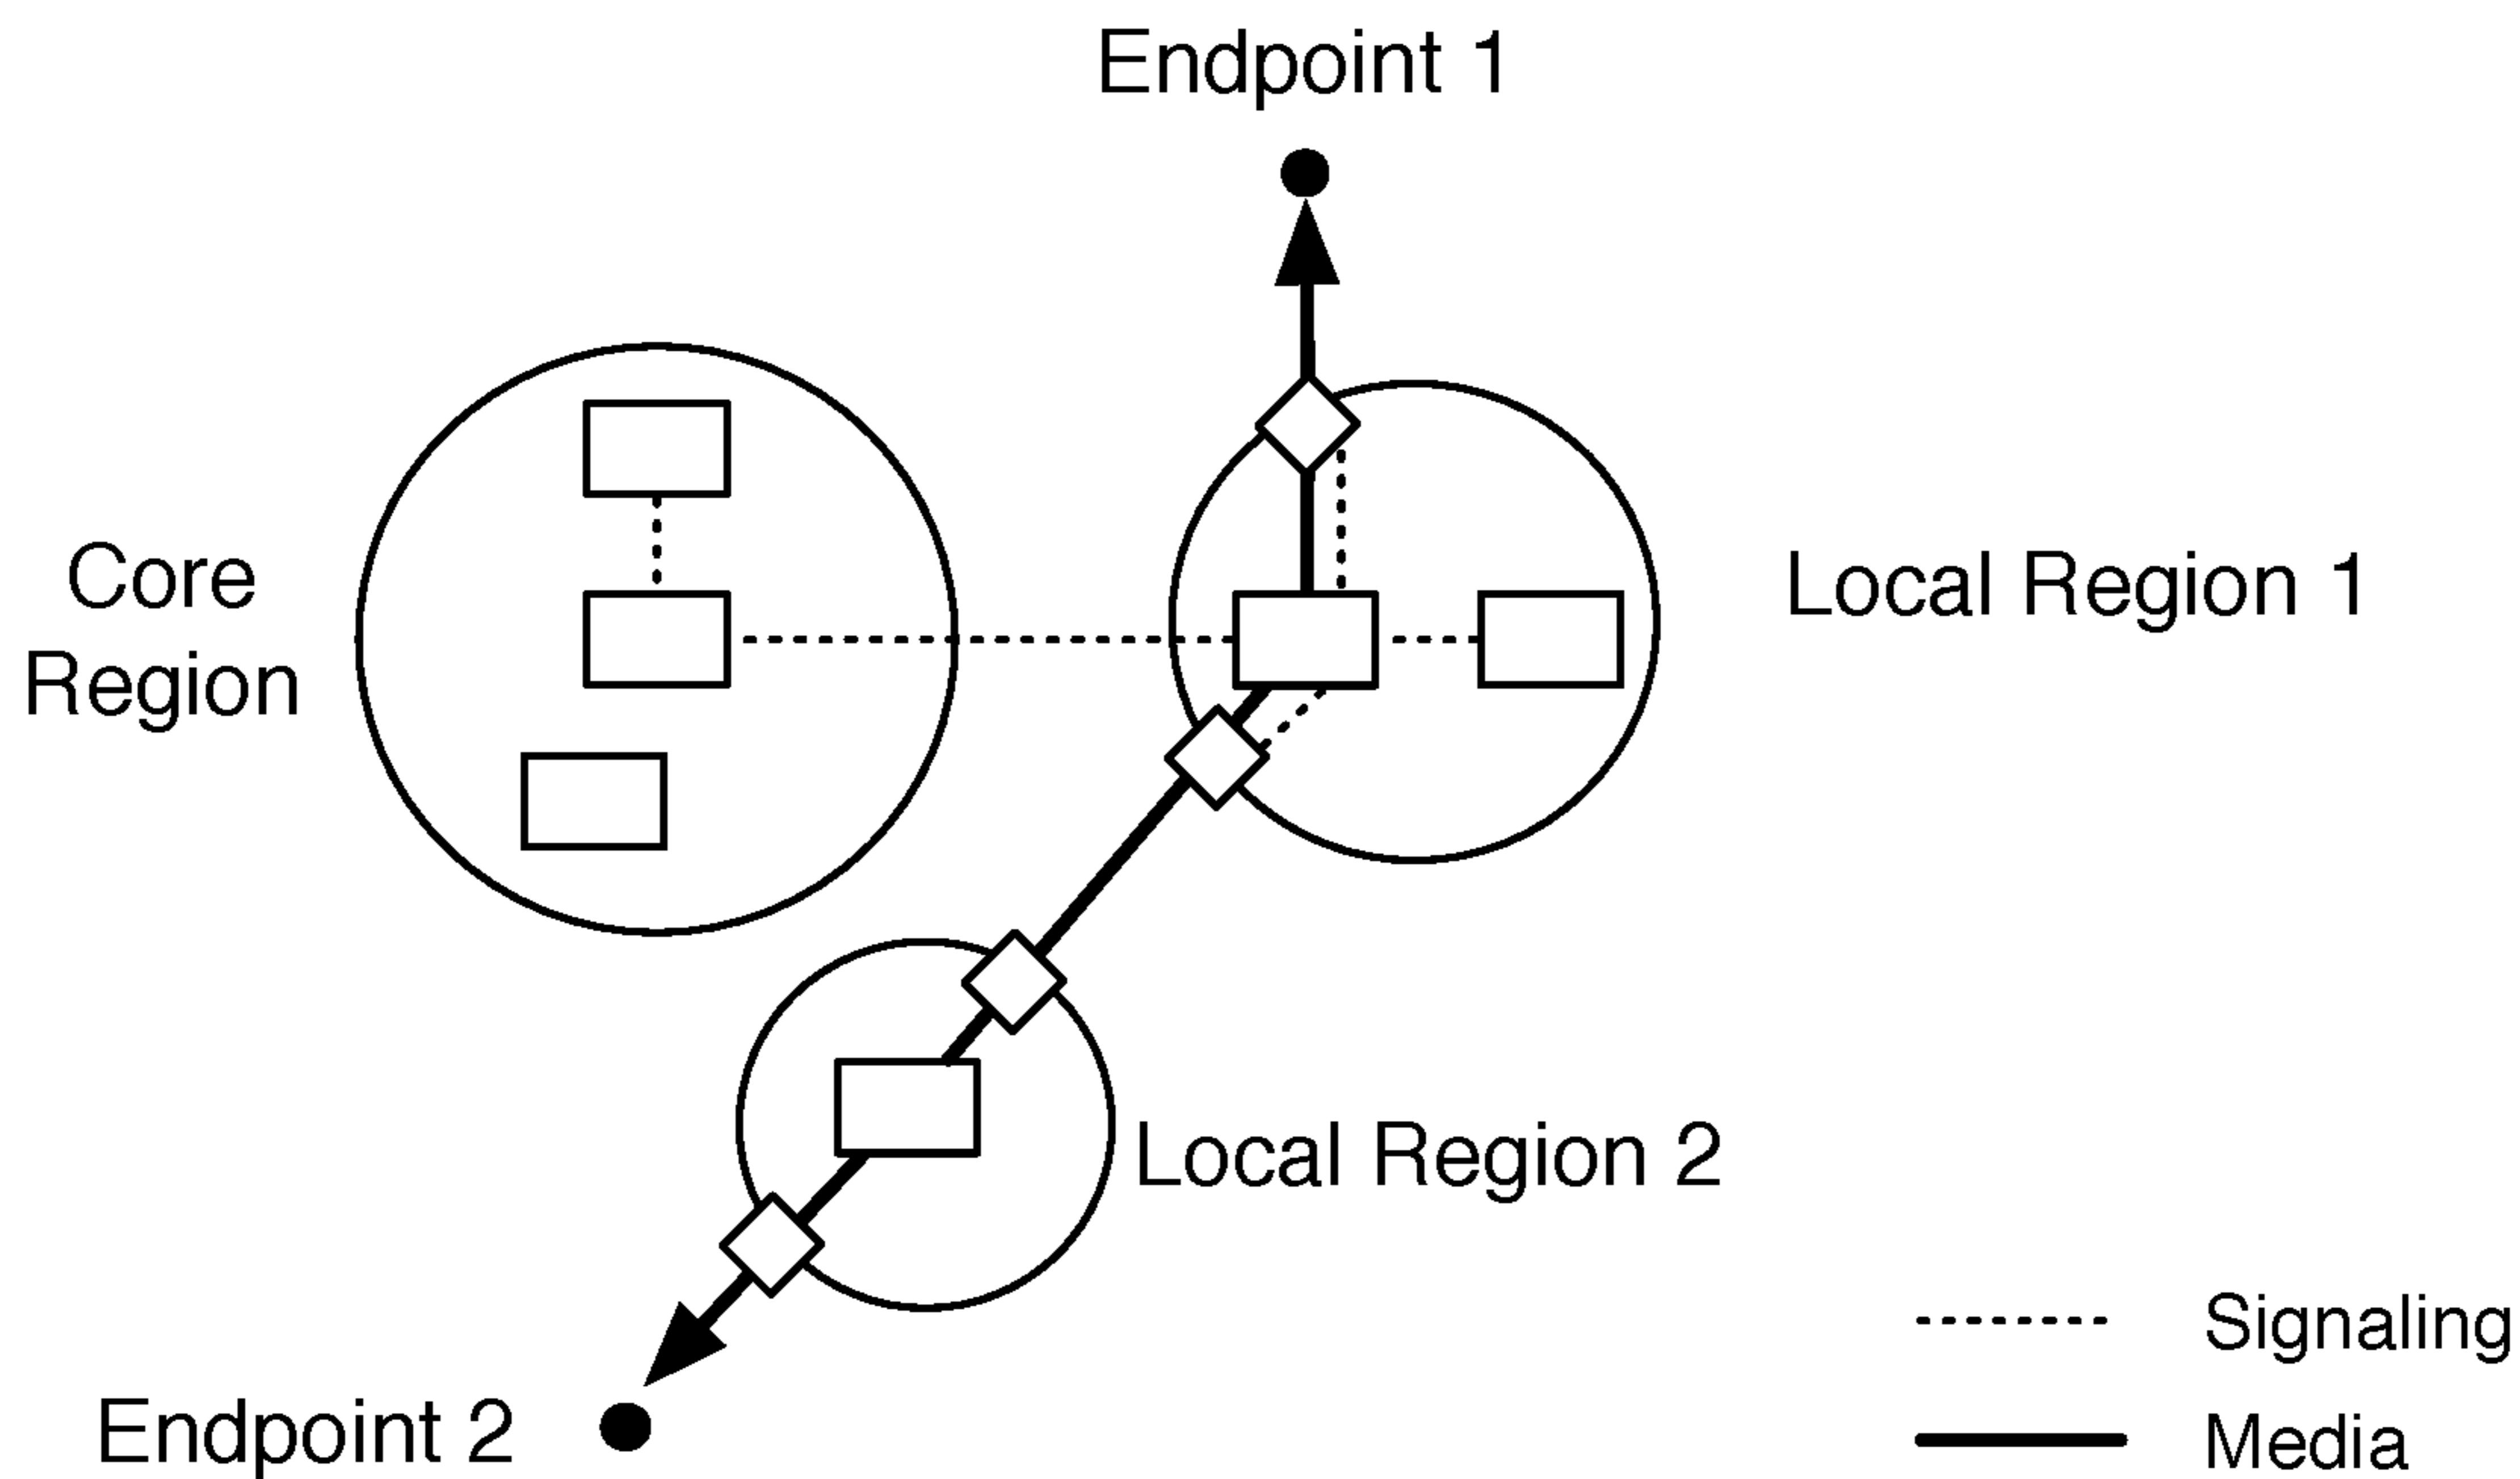 Endpoint 1
Core
Region
Local Region 1
Local Region 2
Signaling
Endpoint 2
Media